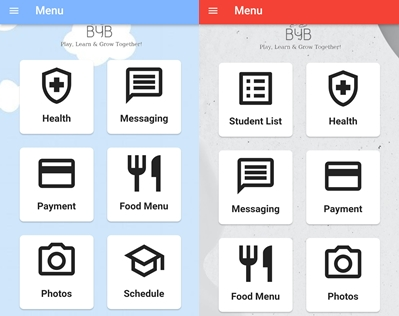 Menu
BYB
Play, Learn & Grow Together!
Health
Messaging
Payment
Food Menu
Photos
Schedule
Menu
BYB
Play, Learn & Grow Together!
Student List
Health
Messaging
Payment
Food Menu
Photos